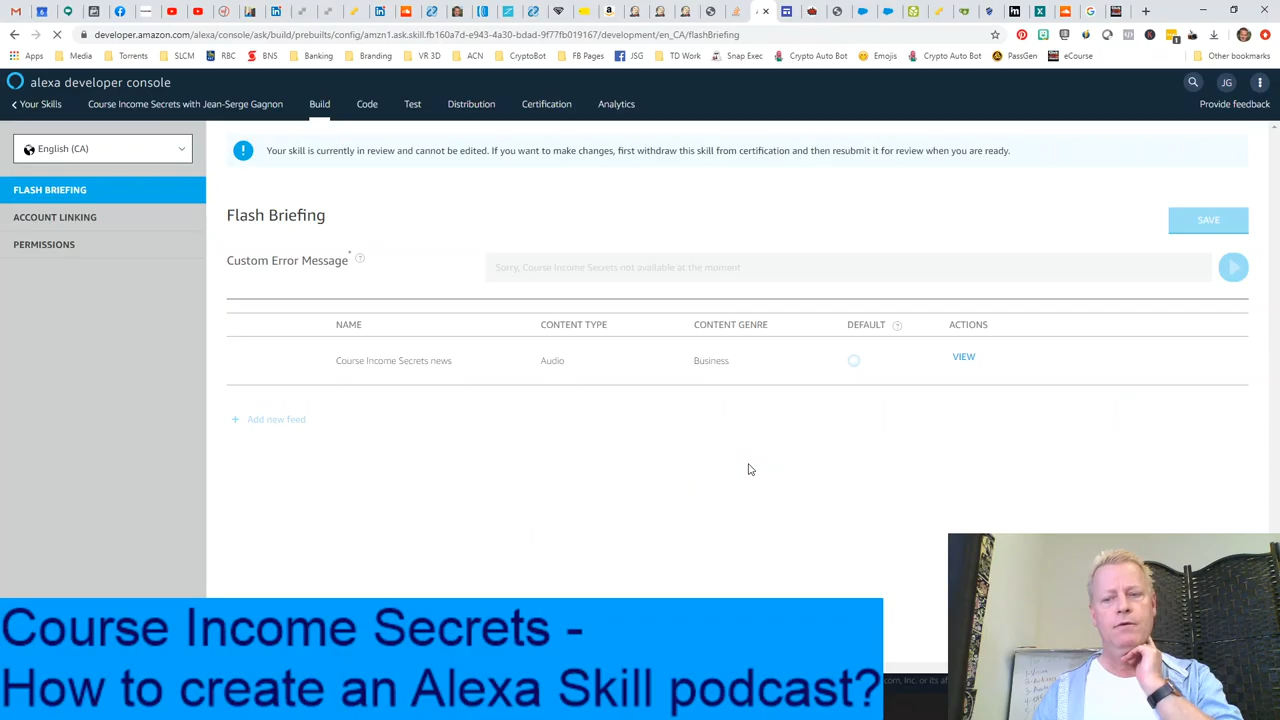 developer.amazon.com/alexa/console/ask/build/prebuilts/config/amzn1.ask.skill.fb160a7d-e943-4a30-bdad-9f77fb019167/development/en_CA/flashBriefing
Apps Media Torrents SLCM RBC BNS Banking Branding VR 3D ACN CryptoBot FB Pages JSG TD Work Snap Exec Crypto Auto Bot Emojis Crypto Auto Bot PassGen eCourse Other bookmarks
alexa developer console JG
Your Skills Course Income Secrets with Jean-Serge Gagnon Build Code Test Distribution Certification Analytics Provide feedback
English (CA)
Your skill is currently in review and cannot be edited. If you want to make changes, first withdraw this skill from certification and then resubmit it for review when you are ready.
FLASH BRIEFING
ACCOUNT LINKING
PERMISSIONS
Flash Briefing
SAVE
Custom Error Message*
Sorry, Course Income Secrets not available at the moment
NAME CONTENT TYPE CONTENT GENRE DEFAULT ACTIONS
Course Income Secrets news Audio Business VIEW
+ Add new feed
Course Income Secrets -
How to create an Alexa Skill podcast?